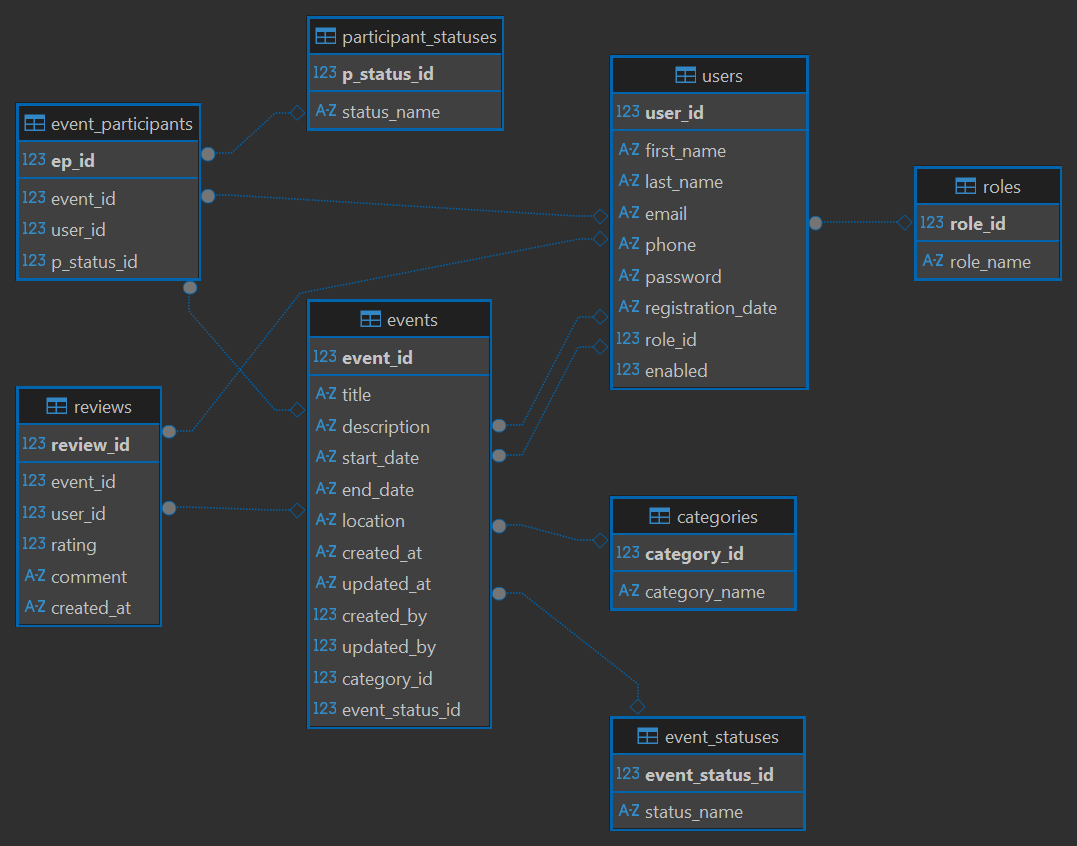 participant_statuses
123 p_status_id
A-Z status_name
event_participants
123 ep_id
123 event_id
123 user_id
123 p_status_id
users
123 user_id
A-Z first_name
A-Z last_name
A-Z email
A-Z phone
A-Z password
A-Z registration_date
123 role_id
123 enabled
roles
123 role_id
A-Z role_name
events
123 event_id
A-Z title
A-Z description
A-Z start_date
A-Z end_date
A-Z location
A-Z created_at
A-Z updated_at
123 created_by
123 updated_by
123 category_id
123 event_status_id
reviews
123 review_id
123 event_id
123 user_id
123 rating
A-Z comment
A-Z created_at
categories
123 category_id
A-Z category_name
event_statuses
123 event_status_id
A-Z status_name